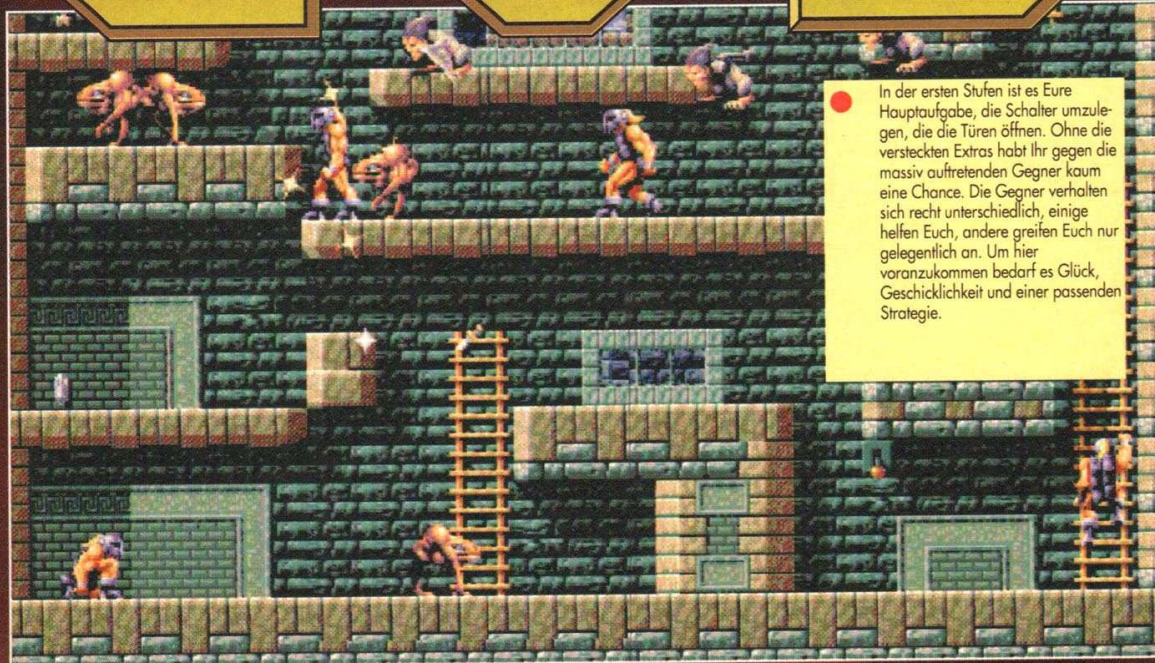 In der ersten Stufen ist es Eure
Hauptaufgabe, die Schalter umzule-
gen, die die Türen öffnen. Ohne die
versteckten Extras habt Ihr gegen die
massiv auftretenden Gegner kaum
eine Chance. Die Gegner verhalten
sich recht unterschiedlich, einige
helfen Euch, andere greifen Euch nur
gelegentlich an. Um hier
voranzukommen bedarf es Glück,
Geschicklichkeit und einer passenden
Strategie.